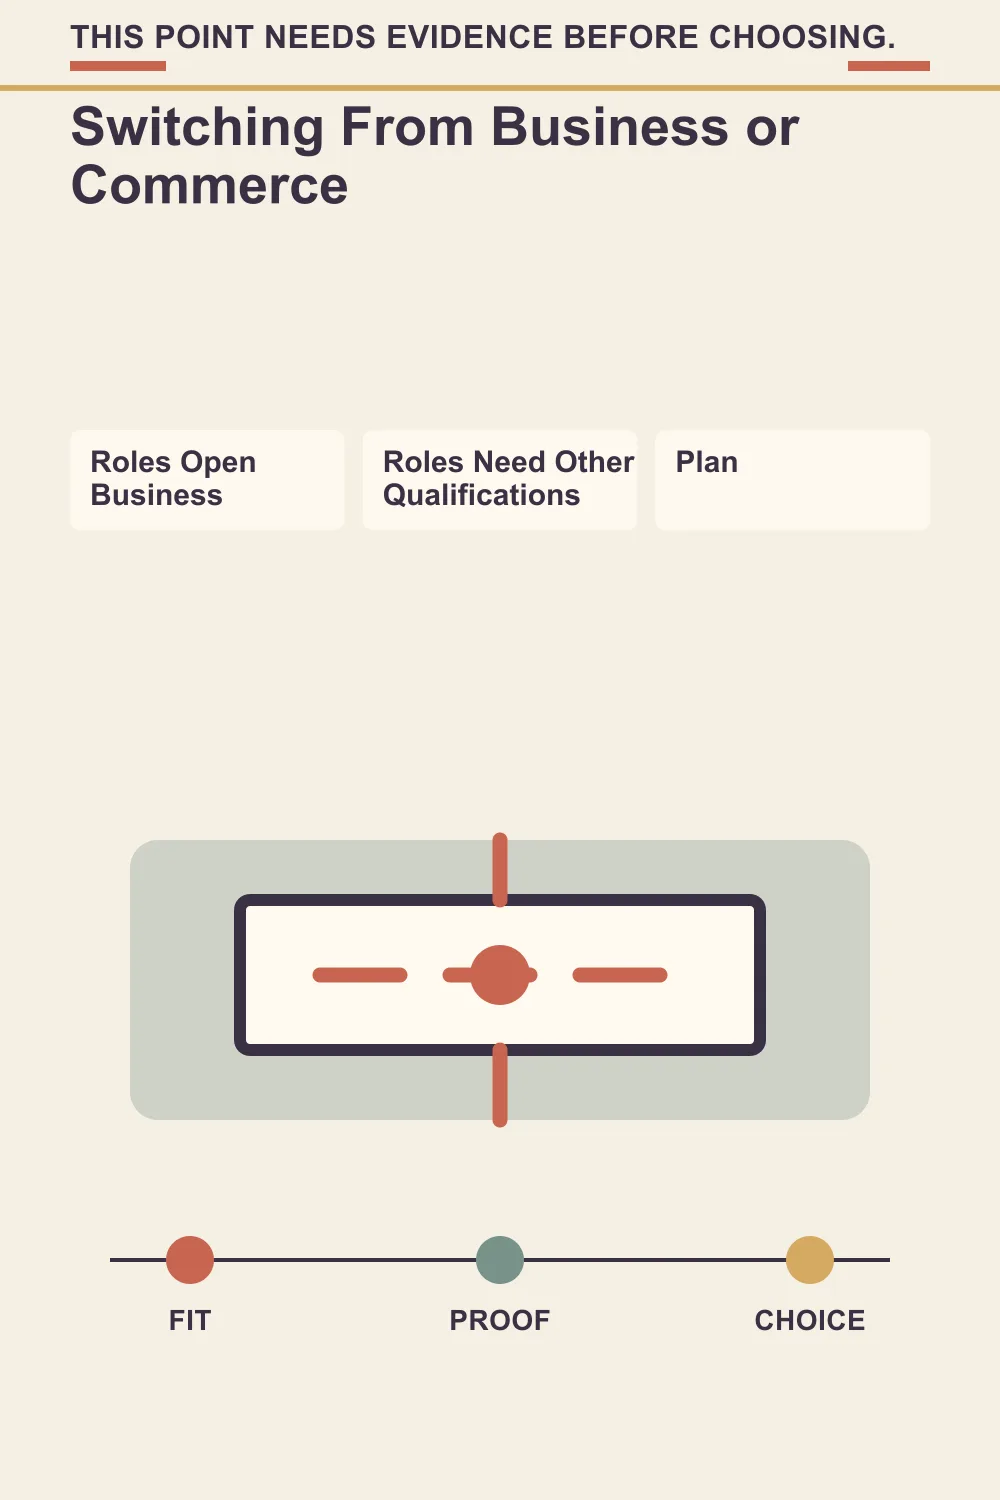 THIS POINT NEEDS EVIDENCE BEFORE CHOOSING.
Switching From Business or
Commerce
Roles Open
Business
Roles Need Other
Qualifications
Plan
FIT
PROOF
CHOICE